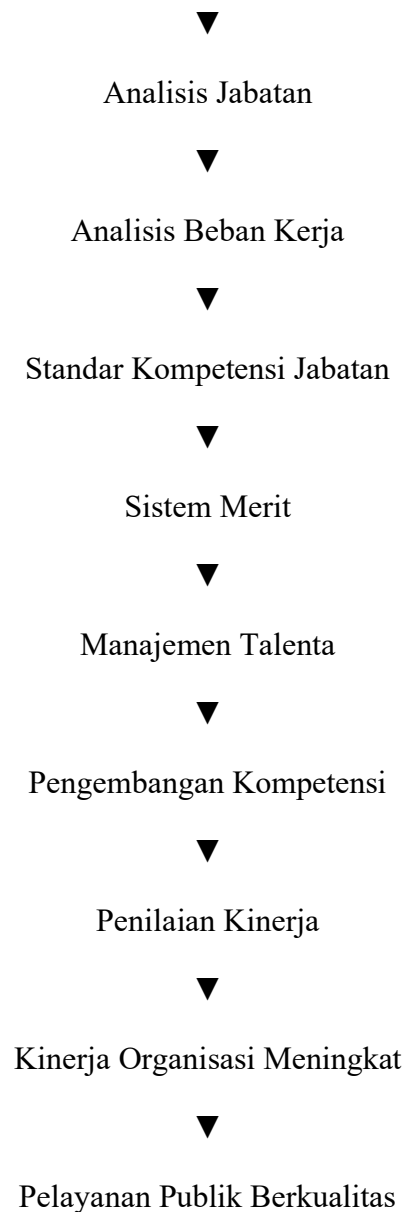 ▼
Analisis Jabatan
▼
Analisis Beban Kerja
▼
Standar Kompetensi Jabatan
▼
Sistem Merit
▼
Manajemen Talenta
▼
Pengembangan Kompetensi
▼
Penilaian Kinerja
▼
Kinerja Organisasi Meningkat
▼
Pelayanan Publik Berkualitas